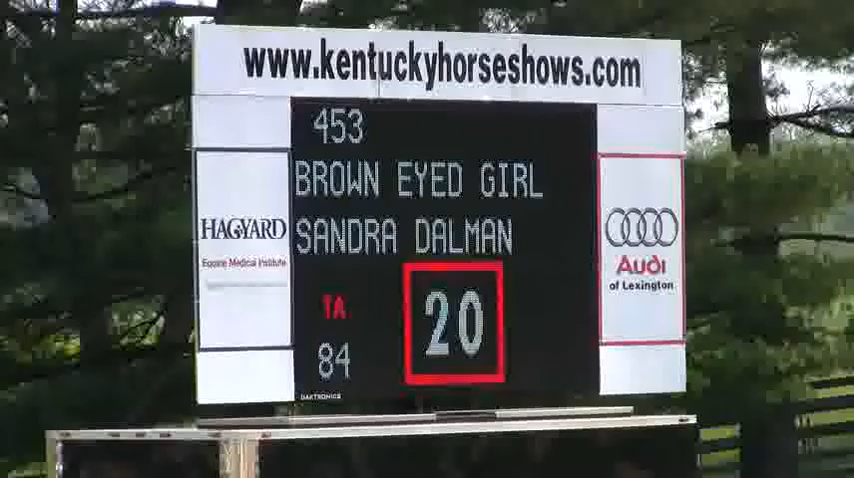 www.kentuckyhorseshows.com
453
BROWN EYED GIRL
SANDRA DALMAN
HAGYARD
Equine Medical Institute
Audi
of Lexington
TA
20
84
DAKTRONICS